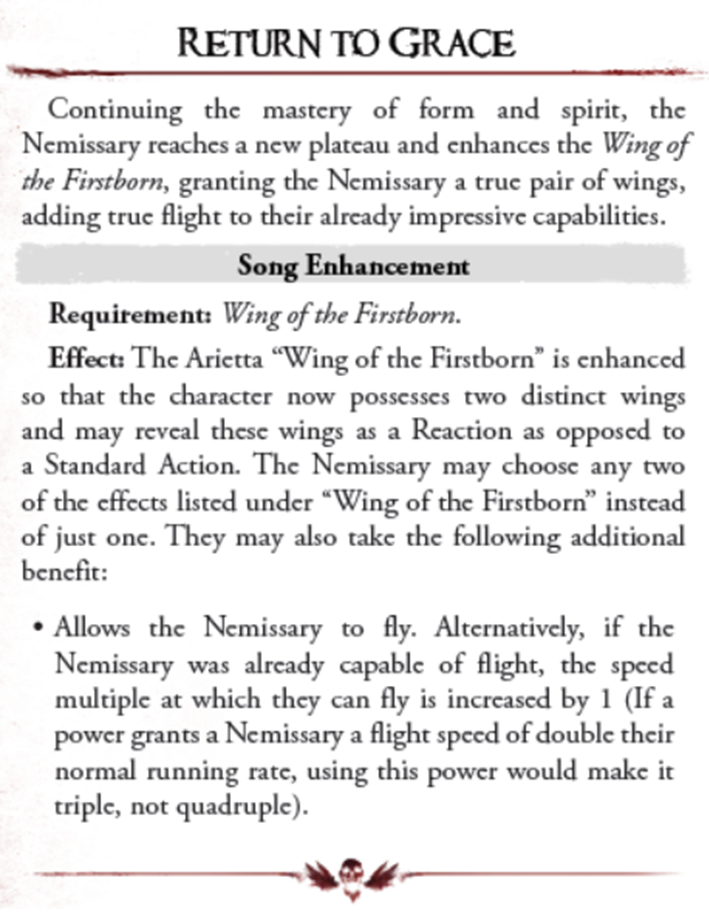 Return to Grace
Continuing the mastery of form and spirit, the
Nemissary reaches a new plateau and enhances the Wing of
the Firstborn, granting the Nemissary a true pair of wings,
adding true flight to their already impressive capabilities.
Song Enhancement
Requirement: Wing of the Firstborn.
Effect: The Arietta “Wing of the Firstborn” is enhanced
so that the character now possesses two distinct wings
and may reveal these wings as a Reaction as opposed to
a Standard Action. The Nemissary may choose any two
of the effects listed under “Wing of the Firstborn” instead
of just one. They may also take the following additional
benefit:
• Allows the Nemissary to fly. Alternatively, if the
Nemissary was already capable of flight, the speed
multiple at which they can fly is increased by 1 (If a
power grants a Nemissary a flight speed of double their
normal running rate, using this power would make it
triple, not quadruple).